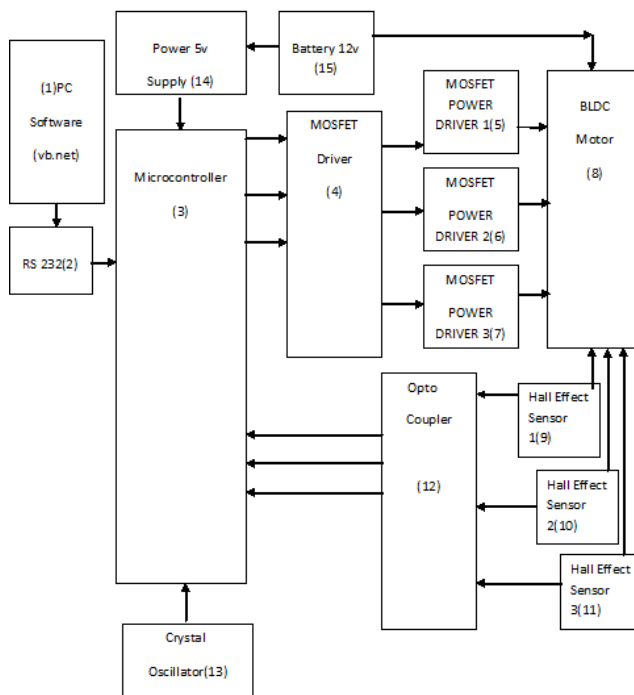 (1)PC
Software
(vb.net)
RS 232(2)
Power 5v
Supply (14)
Battery 12v
(15)
Microcontroller
(3)
MOSFET
Driver
(4)
MOSFET
POWER
DRIVER 1(5)
MOSFET
POWER
DRIVER 2(6)
MOSFET
POWER
DRIVER 3(7)
BLDC
Motor
(8)
Opto
Coupler
(12)
Hall Effect
Sensor
1(9)
Hall Effect
Sensor
2(10)
Hall Effect
Sensor
3(11)
Crystal
Oscillator(13)